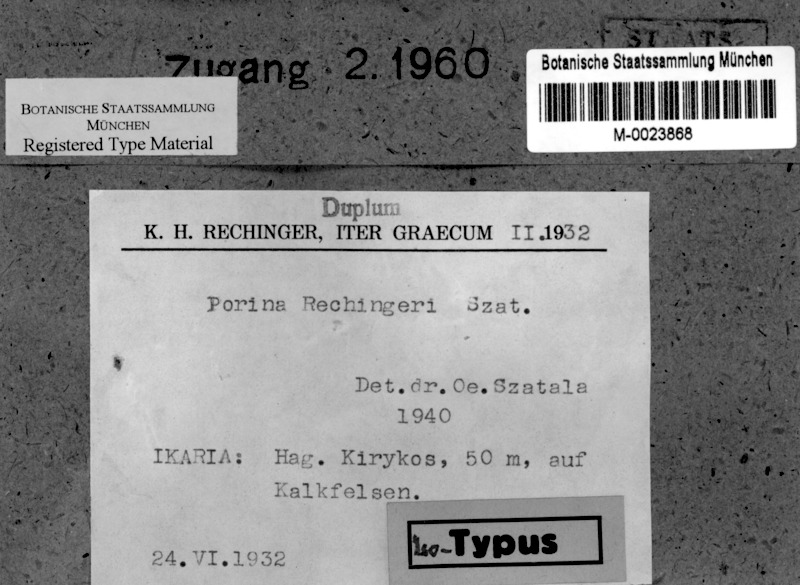 STAATS
Zugang 2.1960
Botanische Staatssammlung München
M-0023868
BOTANISCHE STAATSSAMMLUNG
MÜNCHEN
Registered Type Material
Duplum
K. H. RECHINGER, ITER GRAECUM II.1932
Porina Rechingeri Szat.
Det.dr.Oe.Szatala
1940
IKARIA: Hag. Kirykos, 50 m, auf
Kalkfelsen.
-Typus
24.VI.1932